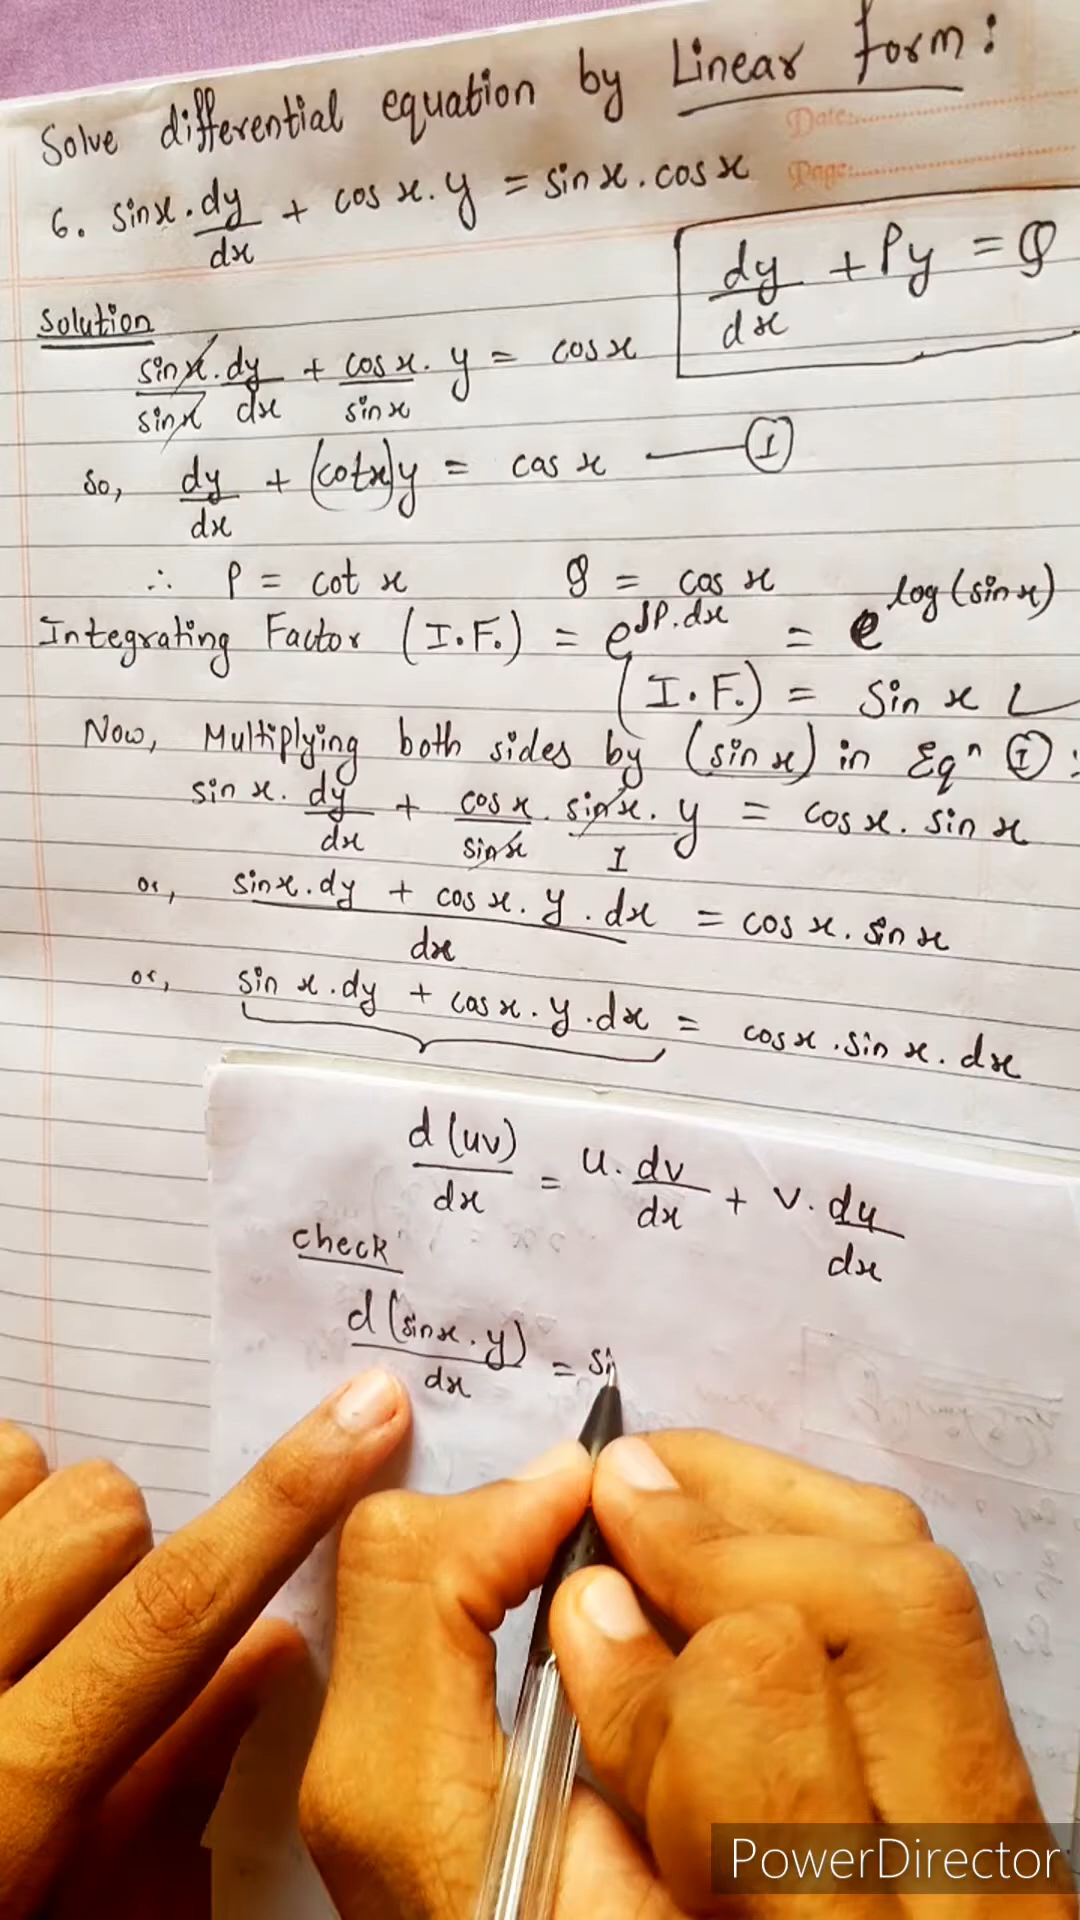 Solve differential equation by Linear form:
Date:
Page:
6. sinx. dy/dx + cos x. y = sin x. cos x
dy/dx + Py = Q
Solution
sinx. dy / sinx dx + cos x / sin x . y = cos x
So, dy/dx + (cotx)y = cos x — (I)
∴ P = cot x Q = cos x
Integrating Factor (I.F.) = e^∫P.dx = e^log(sin x)
(I.F.) = Sin x
Now, Multiplying both sides by (sin x) in Eqⁿ (I) :
sin x. dy/dx + cos x / sin x . sin x / 1 . y = cos x. sin x
or, sinx. dy + cos x. y. dx / dx = cos x. sin x
or, sin x. dy + cos x. y. dx = cos x. sin x. dx
d(uv)/dx = u. dv/dx + v. du/dx
Check
d(sin x. y)/dx = si
PowerDirector